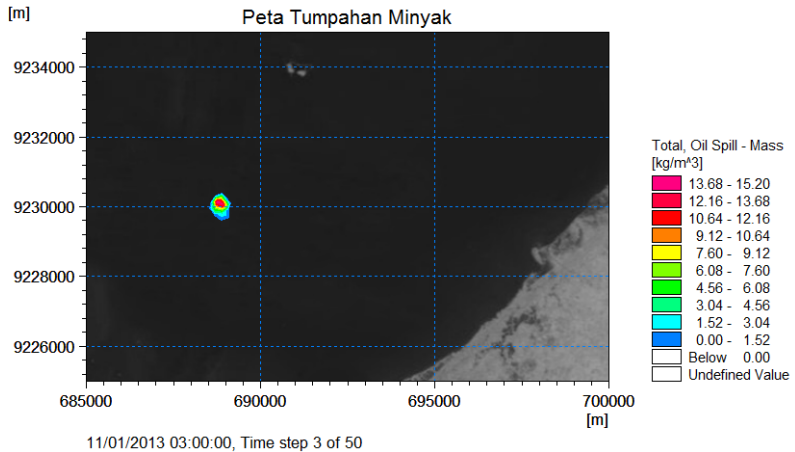 [m]
Peta Tumpahan Minyak
9234000
9232000
9230000
9228000
9226000
685000
690000
695000
700000
[m]
11/01/2013 03:00:00, Time step 3 of 50
Total, Oil Spill - Mass
[kg/m^3]
13.68 - 15.20
12.16 - 13.68
10.64 - 12.16
9.12 - 10.64
7.60 - 9.12
6.08 - 7.60
4.56 - 6.08
3.04 - 4.56
1.52 - 3.04
0.00 - 1.52
Below 0.00
Undefined Value